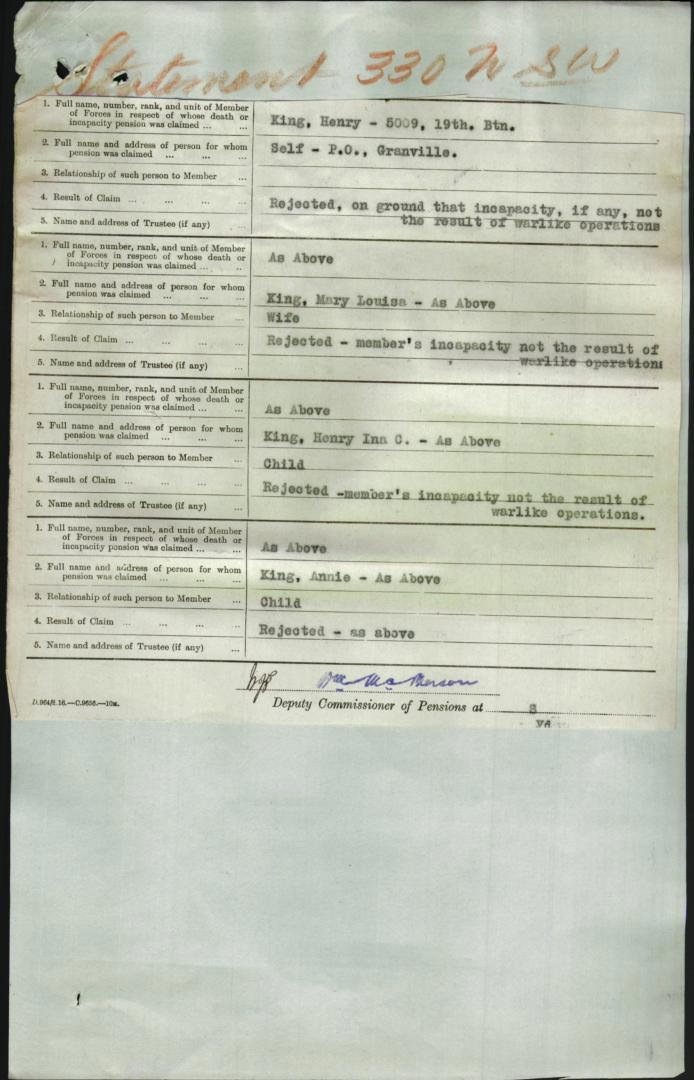 Statement 330 N SW
1. Full name, number, rank, and unit of Member
of Forces in respect of whose death or
incapacity pension was claimed ... ...
King, Henry - 5009, 19th. Btn.
2. Full name and address of person for whom
pension was claimed ... ... ...
Self - P.O., Granville.
3. Relationship of such person to Member ...
4. Result of Claim ... ... ... ...
Rejected, on ground that incapacity, if any, not
the result of warlike operations
5. Name and address of Trustee (if any) ...
1. Full name, number, rank, and unit of Member
of Forces in respect of whose death or
incapacity pension was claimed ... ..
As Above
2. Full name and address of person for whom
pension was claimed ... ... ...
King, Mary Louisa - As Above
3. Relationship of such person to Member ...
Wife
4. Result of Claim ... ... ... ...
Rejected - member's incapacity not the result of
warlike operations
5. Name and address of Trustee (if any) ...
1. Full name, number, rank, and unit of Member
of Forces in respect of whose death or
incapacity pension was claimed ... ...
As Above
2. Full name and address of person for whom
pension was claimed ... ... ...
King, Henry Ina C. - As Above
3. Relationship of such person to Member ...
Child
4. Result of Claim ... ... ... ...
Rejected -member's incapacity not the result of
warlike operations.
5. Name and address of Trustee (if any) ...
1. Full name, number, rank, and unit of Member
of Forces in respect of whose death or
incapacity pension was claimed ... ...
As Above
2. Full name and address of person for whom
pension was claimed ... ... ...
King, Annie - As Above
3. Relationship of such person to Member ...
Child
4. Result of Claim ... ... ... ...
Rejected - as above
5. Name and address of Trustee (if any) ...
Wm McPherson
Deputy Commissioner of Pensions at S
D.964/8.16.—C.9656.—10M.